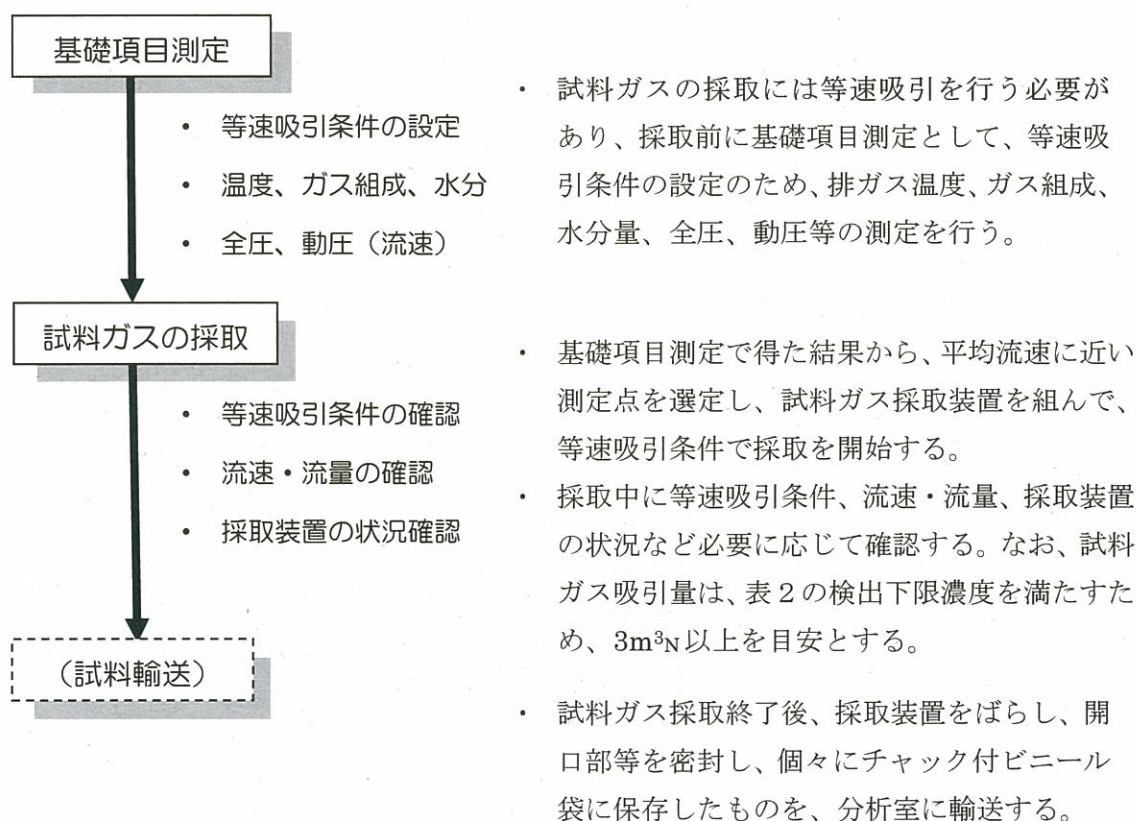 基礎項目測定
・ 等速吸引条件の設定
・ 温度、ガス組成、水分
・ 全圧、動圧（流速）
・ 試料ガスの採取には等速吸引を行う必要が
あり、採取前に基礎項目測定として、等速吸
引条件の設定のため、排ガス温度、ガス組成、
水分量、全圧、動圧等の測定を行う。
試料ガスの採取
・ 等速吸引条件の確認
・ 流速・流量の確認
・ 採取装置の状況確認
・ 基礎項目測定で得た結果から、平均流速に近い
測定点を選定し、試料ガス採取装置を組んで、
等速吸引条件で採取を開始する。
・ 採取中に等速吸引条件、流速・流量、採取装置
の状況など必要に応じて確認する。なお、試料
ガス吸引量は、表２の検出下限濃度を満たすた
め、3m³N以上を目安とする。
（試料輸送）
・ 試料ガス採取終了後、採取装置をばらし、開
口部等を密封し、個々にチャック付ビニール
袋に保存したものを、分析室に輸送する。